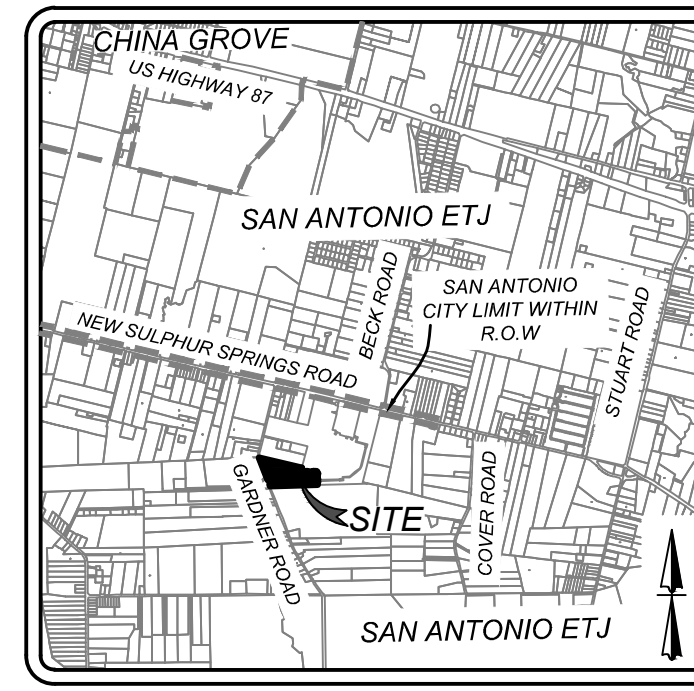 CHINA GROVE
US HIGHWAY 87
SAN ANTONIO ETJ
BECK ROAD
SAN ANTONIO
CITY LIMIT WITHIN
R.O.W
STUART ROAD
NEW SULPHUR SPRINGS ROAD
GARDNER ROAD
SITE
COVER ROAD
SAN ANTONIO ETJ